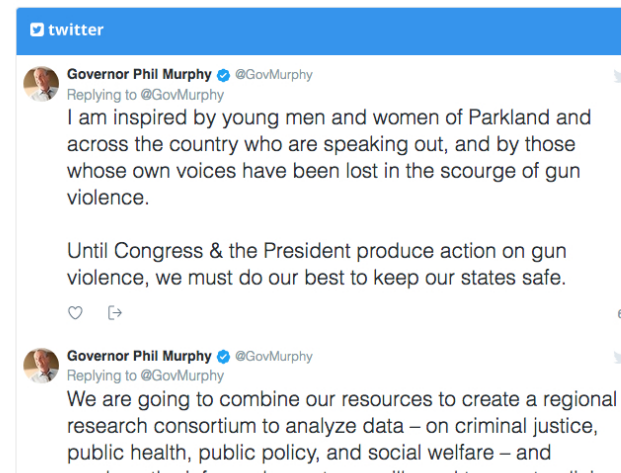 twitter
Governor Phil Murphy @GovMurphy
Replying to @GovMurphy
I am inspired by young men and women of Parkland and
across the country who are speaking out, and by those
whose own voices have been lost in the scourge of gun
violence.
Until Congress & the President produce action on gun
violence, we must do our best to keep our states safe.
Governor Phil Murphy @GovMurphy
Replying to @GovMurphy
We are going to combine our resources to create a regional
research consortium to analyze data – on criminal justice,
public health, public policy, and social welfare – and